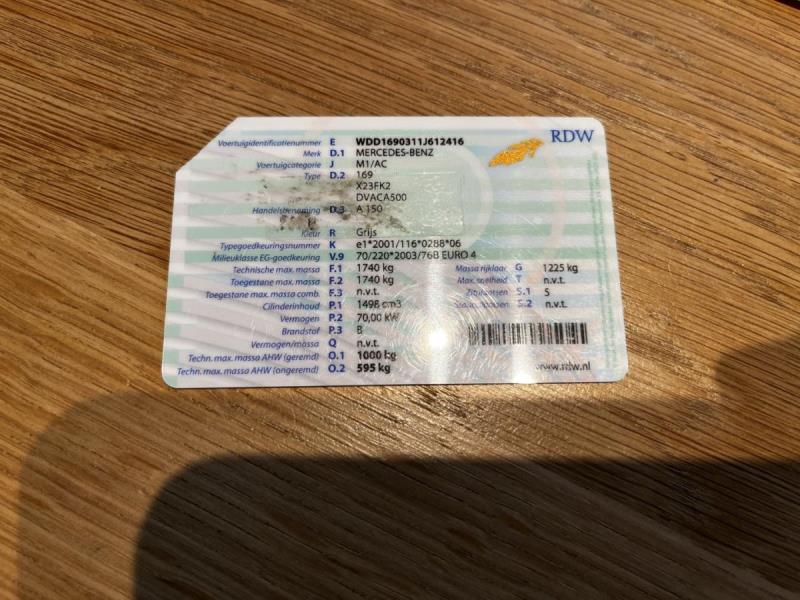 RDW
Voertuigidentificatienummer E WDD1690311J612416
Merk D.1 MERCEDES-BENZ
Voertuigcategorie J M1/AC
Type D.2 169
X23FK2
DVACA500
Handelsbenaming D.3 A 150
Kleur R Grijs
Typegoedkeuringsnummer K e1*2001/116*0288*06
Milieuklasse EG-goedkeuring V.9 70/220*2003/76B EURO 4
Technische max. massa F.1 1740 kg Massa rijklaar G 1225 kg
Toegestane max. massa F.2 1740 kg Max. snelheid T n.v.t.
Toegestane max. massa comb. F.3 n.v.t. Zitplaatsen S.1 5
Cilinderinhoud P.1 1498 cm3 Staanplaatsen S.2 n.v.t.
Vermogen P.2 70,00 kW
Brandstof P.3 B
Vermogen/massa Q n.v.t.
Techn. max. massa AHW (geremd) O.1 1000 kg
Techn. max. massa AHW (ongeremd) O.2 595 kg
www.rdw.nl